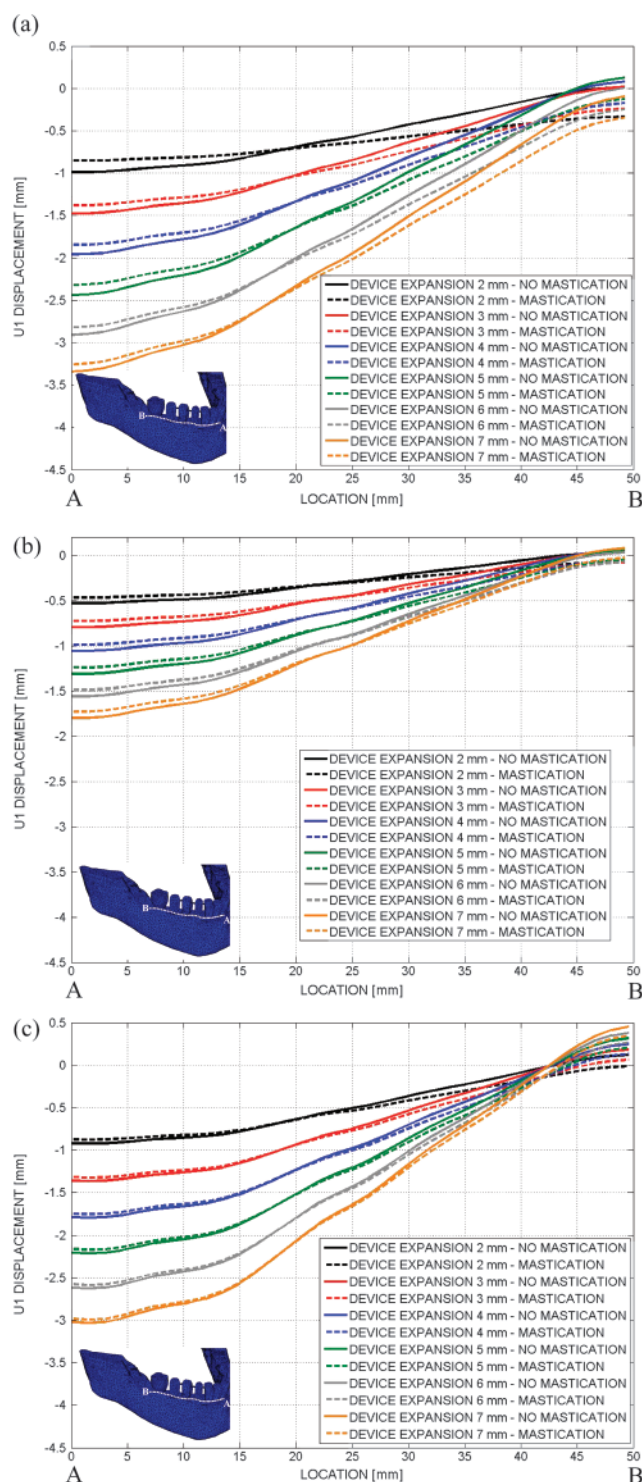 (a)
0.5
0
-0.5
-1
-1.5
-2
-2.5
-3
-3.5
-4
-4.5
U1 DISPLACEMENT [mm]
DEVICE EXPANSION 2 mm - NO MASTICATION
DEVICE EXPANSION 2 mm - MASTICATION
DEVICE EXPANSION 3 mm - NO MASTICATION
DEVICE EXPANSION 3 mm - MASTICATION
DEVICE EXPANSION 4 mm - NO MASTICATION
DEVICE EXPANSION 4 mm - MASTICATION
DEVICE EXPANSION 5 mm - NO MASTICATION
DEVICE EXPANSION 5 mm - MASTICATION
DEVICE EXPANSION 6 mm - NO MASTICATION
DEVICE EXPANSION 6 mm - MASTICATION
DEVICE EXPANSION 7 mm - NO MASTICATION
DEVICE EXPANSION 7 mm - MASTICATION
B
A
0 5 10 15 20 25 30 35 40 45 50
A LOCATION [mm] B
(b)
0
-0.5
-1
-1.5
-2
-2.5
-3
-3.5
-4
-4.5
U1 DISPLACEMENT [mm]
DEVICE EXPANSION 2 mm - NO MASTICATION
DEVICE EXPANSION 2 mm - MASTICATION
DEVICE EXPANSION 3 mm - NO MASTICATION
DEVICE EXPANSION 3 mm - MASTICATION
DEVICE EXPANSION 4 mm - NO MASTICATION
DEVICE EXPANSION 4 mm - MASTICATION
DEVICE EXPANSION 5 mm - NO MASTICATION
DEVICE EXPANSION 5 mm - MASTICATION
DEVICE EXPANSION 6 mm - NO MASTICATION
DEVICE EXPANSION 6 mm - MASTICATION
DEVICE EXPANSION 7 mm - NO MASTICATION
DEVICE EXPANSION 7 mm - MASTICATION
B
A
0 5 10 15 20 25 30 35 40 45 50
A LOCATION [mm] B
(c)
0.5
0
-0.5
-1
-1.5
-2
-2.5
-3
-3.5
-4
-4.5
U1 DISPLACEMENT [mm]
DEVICE EXPANSION 2 mm - NO MASTICATION
DEVICE EXPANSION 2 mm - MASTICATION
DEVICE EXPANSION 3 mm - NO MASTICATION
DEVICE EXPANSION 3 mm - MASTICATION
DEVICE EXPANSION 4 mm - NO MASTICATION
DEVICE EXPANSION 4 mm - MASTICATION
DEVICE EXPANSION 5 mm - NO MASTICATION
DEVICE EXPANSION 5 mm - MASTICATION
DEVICE EXPANSION 6 mm - NO MASTICATION
DEVICE EXPANSION 6 mm - MASTICATION
DEVICE EXPANSION 7 mm - NO MASTICATION
DEVICE EXPANSION 7 mm - MASTICATION
B
A
0 5 10 15 20 25 30 35 40 45 50
A LOCATION [mm] B